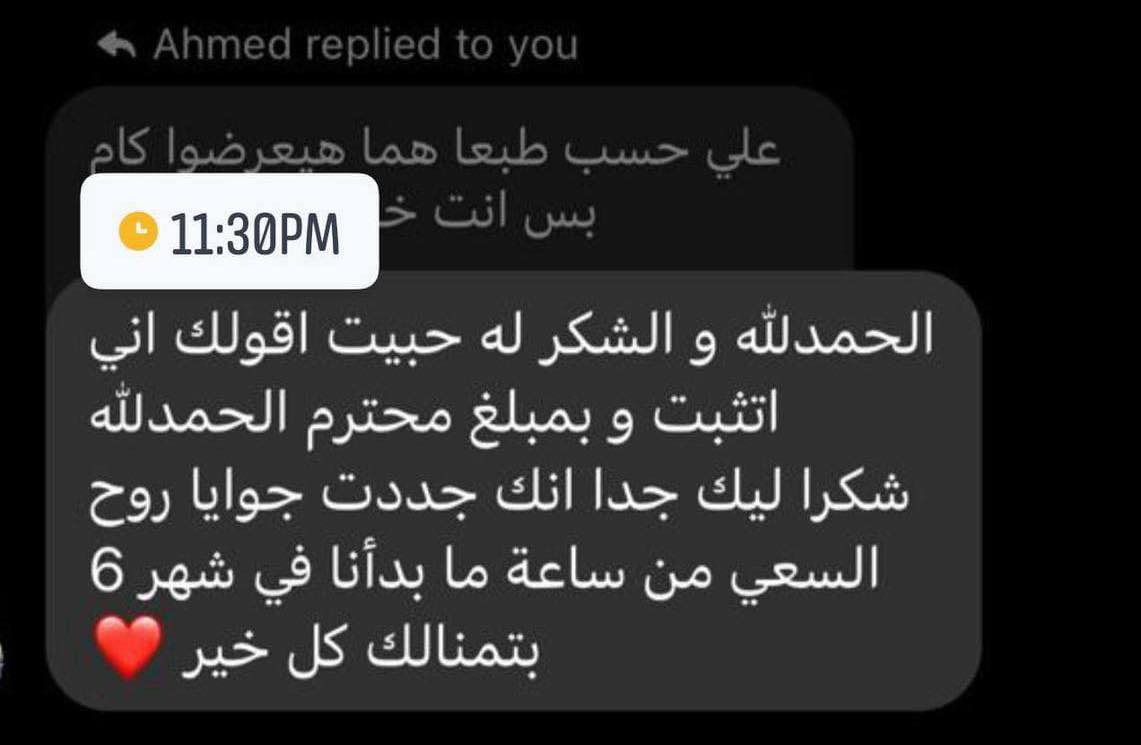 Ahmed replied to you
علي حسب طبعا هما هيعرضوا كام
بس انت
11:30PM
الحمدلله و الشكر له حبيت اقولك اني
اتثبت و بمبلغ محترم الحمدلله
شكرا ليك جدا انك جددت جوايا روح
السعي من ساعة ما بدأنا في شهر 6
بتمنالك كل خير ❤️